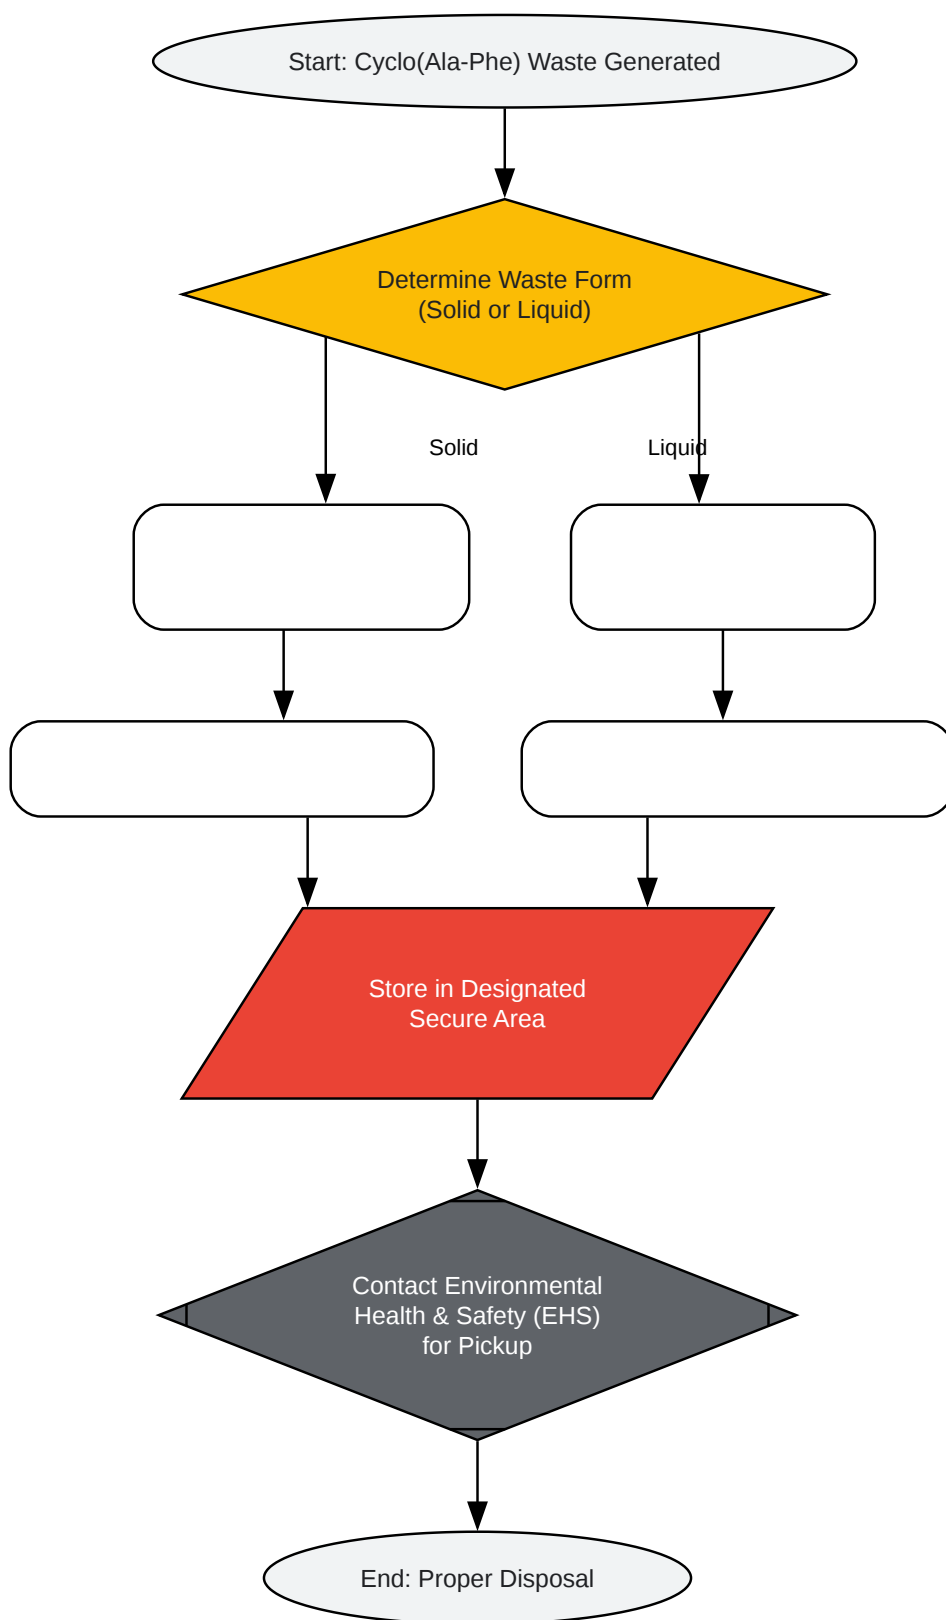 Start: Cyclo(Ala-Phe) Waste Generated
Determine Waste Form
(Solid or Liquid)
Solid
Liquid
Store in Designated
Secure Area
Contact Environmental
Health & Safety (EHS)
for Pickup
End: Proper Disposal